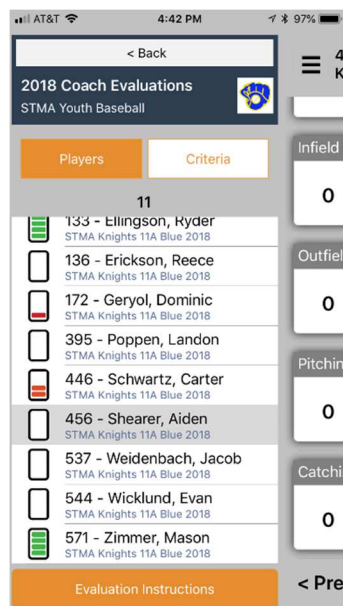 AT&T
4:42 PM
97%
< Back
2018 Coach Evaluations
STMA Youth Baseball
Players
Criteria
11
133 - Ellingson, Ryder
STMA Knights 11A Blue 2018
136 - Erickson, Reece
STMA Knights 11A Blue 2018
172 - Geryol, Dominic
STMA Knights 11A Blue 2018
395 - Poppen, Landon
STMA Knights 11A Blue 2018
446 - Schwartz, Carter
STMA Knights 11A Blue 2018
456 - Shearer, Aiden
STMA Knights 11A Blue 2018
537 - Weidenbach, Jacob
STMA Knights 11A Blue 2018
544 - Wicklund, Evan
STMA Knights 11A Blue 2018
571 - Zimmer, Mason
STMA Knights 11A Blue 2018
Evaluation Instructions
4
K
Infield
0
Outfiel
0
Pitchin
0
Catchi
0
< Pre